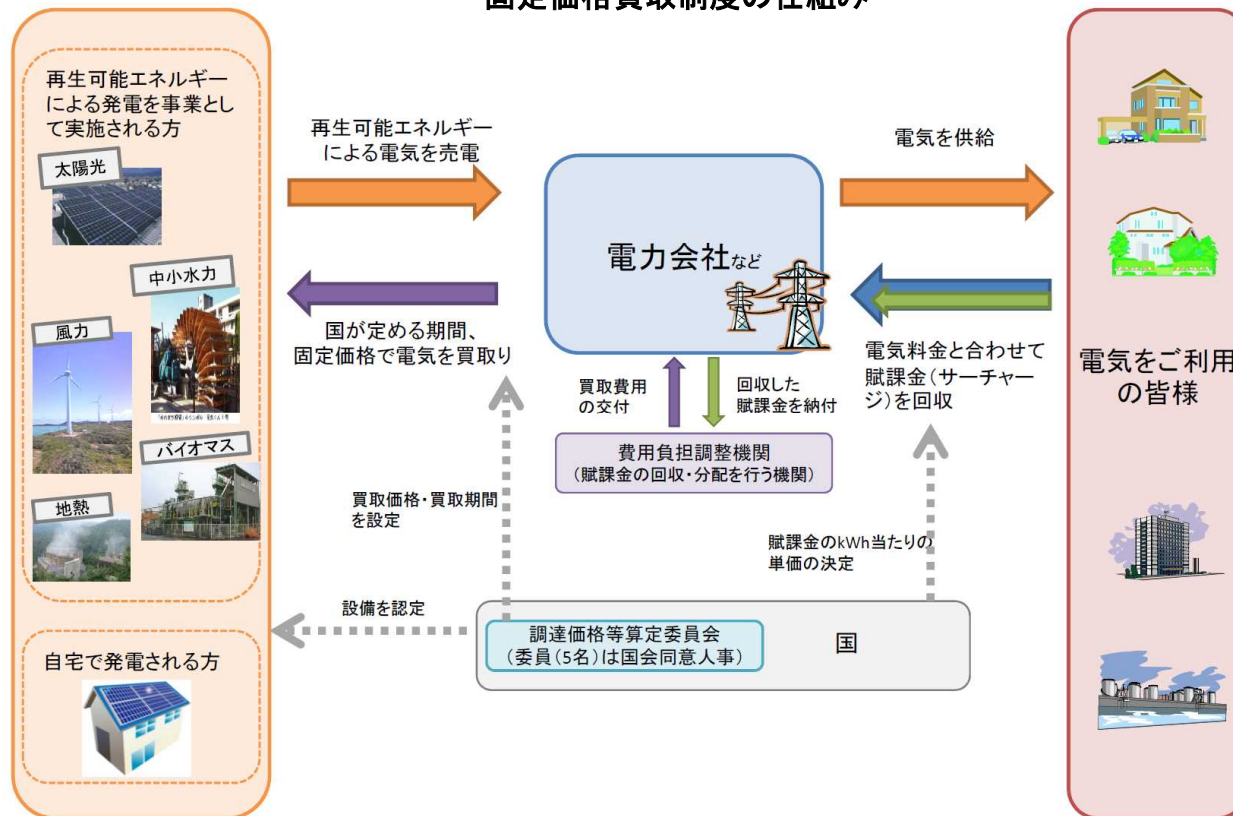 固定価格買取制度の仕組み
再生可能エネルギー
による発電を事業とし
て実施される方
太陽光
中小水力
風力
バイオマス
地熱
自宅で発電される方
再生可能エネルギー
による電気を売電
国が定める期間、
固定価格で電気を買取り
電力会社など
買取費用
の交付
回収した
賦課金を納付
費用負担調整機関
(賦課金の回収・分配を行う機関)
買取価格・買取期間
を設定
設備を認定
調達価格等算定委員会
(委員(5名)は国会同意人事)
国
賦課金のkWh当たりの
単価の決定
電気を供給
電気料金と合わせて
賦課金(サーチャー
ジ)を回収
電気をご利用
の皆様